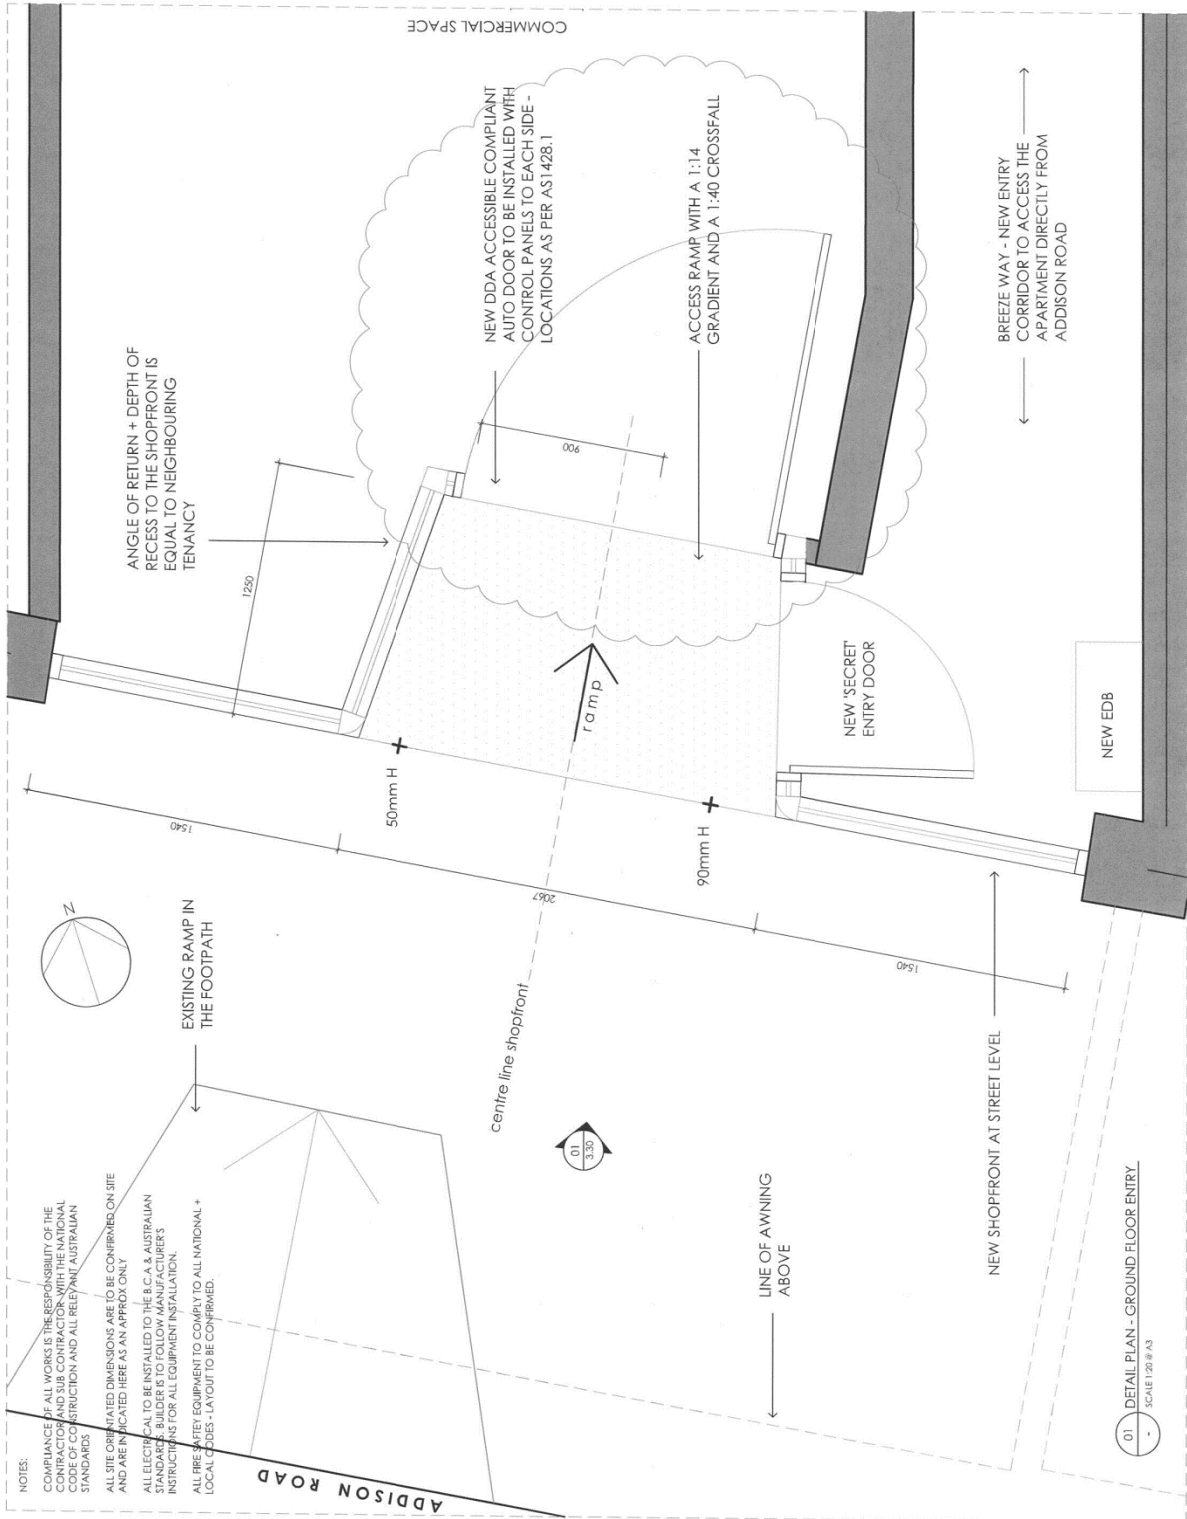 NOTES:
COMPLIANCE OF ALL WORKS IS THE RESPONSIBILITY OF THE
CONTRACTOR AND SUB CONTRACTOR WITH THE NATIONAL
CODE OF CONSTRUCTION AND ALL RELEVANT AUSTRALIAN
STANDARDS
ALL SITE ORIENTATED DIMENSIONS ARE TO BE CONFIRMED ON SITE
AND ARE INDICATED HERE AS AN APPROX ONLY
ALL ELECTRICAL TO BE INSTALLED TO THE B.C.A & AUSTRALIAN
STANDARDS. BUILDER IS TO FOLLOW MANUFACTURER'S
INSTRUCTIONS FOR ALL EQUIPMENT INSTALLATION.
ALL FIRE SAFTEY EQUIPMENT TO COMPLY TO ALL NATIONAL +
LOCAL CODES - LAYOUT TO BE CONFIRMED.
ADDISON ROAD
EXISTING RAMP IN
THE FOOTPATH
N
1540
2067
1540
1250
900
50mm H
90mm H
ramp
centre line shopfront
01
3.30
ANGLE OF RETURN + DEPTH OF
RECESS TO THE SHOPFRONT IS
EQUAL TO NEIGHBOURING
TENANCY
COMMERCIAL SPACE
NEW DDA ACCESSIBLE COMPLIANT
AUTO DOOR TO BE INSTALLED WITH
CONTROL PANELS TO EACH SIDE -
LOCATIONS AS PER AS1428.1
ACCESS RAMP WITH A 1:14
GRADIENT AND A 1:40 CROSSFALL
NEW 'SECRET'
ENTRY DOOR
BREEZE WAY - NEW ENTRY
CORRIDOR TO ACCESS THE
APARTMENT DIRECTLY FROM
ADDISON ROAD
NEW EDB
LINE OF AWNING
ABOVE
NEW SHOPFRONT AT STREET LEVEL
01
-
DETAIL PLAN - GROUND FLOOR ENTRY
SCALE 1:20 @ A3